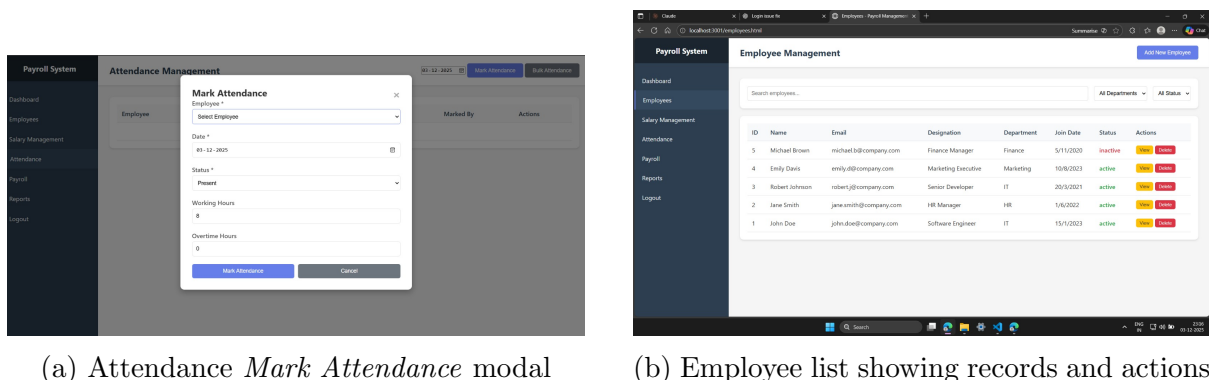 Payroll System
Dashboard
Employees
Salary Management
Attendance
Payroll
Reports
Logout
Attendance Management
03-12-2025
Mark Attendance
Bulk Attendance
Employee
Marked By
Actions
Mark Attendance
×
Employee *
Select Employee
Date *
03-12-2025
Status *
Present
Working Hours
8
Overtime Hours
0
Mark Attendance
Cancel
(a) Attendance Mark Attendance modal
Claude
Login issue fix
Employees - Payroll Management
localhost:3001/employees.html
Summarise
Chat
Payroll System
Dashboard
Employees
Salary Management
Attendance
Payroll
Reports
Logout
Employee Management
Add New Employee
Search employees...
All Departments
All Status
ID Name Email Designation Department Join Date Status Actions
5 Michael Brown michael.b@company.com Finance Manager Finance 5/11/2020 inactive View Delete
4 Emily Davis emily.d@company.com Marketing Executive Marketing 10/8/2023 active View Delete
3 Robert Johnson robert.j@company.com Senior Developer IT 20/3/2021 active View Delete
2 Jane Smith jane.smith@company.com HR Manager HR 1/6/2022 active View Delete
1 John Doe john.doe@company.com Software Engineer IT 15/1/2023 active View Delete
Search
ENG
IN
03-12-2025
(b) Employee list showing records and actions